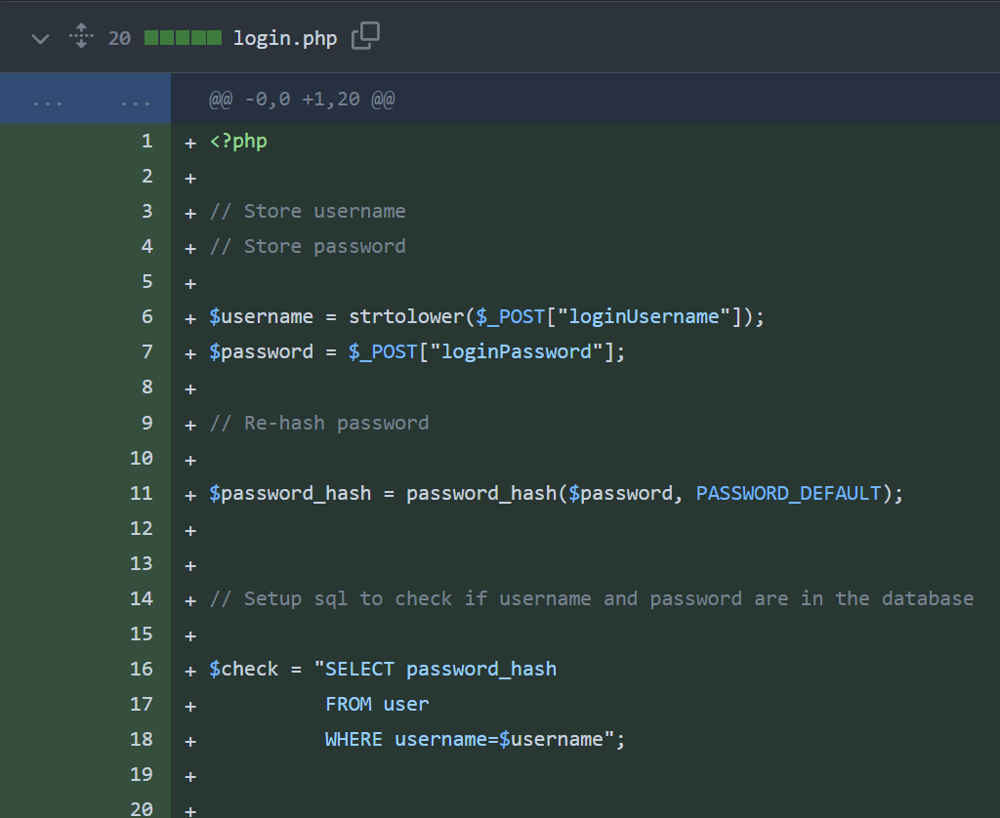 20 login.php
... ... @@ -0,0 +1,20 @@
1 + <?php
2 +
3 + // Store username
4 + // Store password
5 +
6 + $username = strtolower($_POST["loginUsername"]);
7 + $password = $_POST["loginPassword"];
8 +
9 + // Re-hash password
10 +
11 + $password_hash = password_hash($password, PASSWORD_DEFAULT);
12 +
13 +
14 + // Setup sql to check if username and password are in the database
15 +
16 + $check = "SELECT password_hash
17 + FROM user
18 + WHERE username=$username";
19 +
20 +